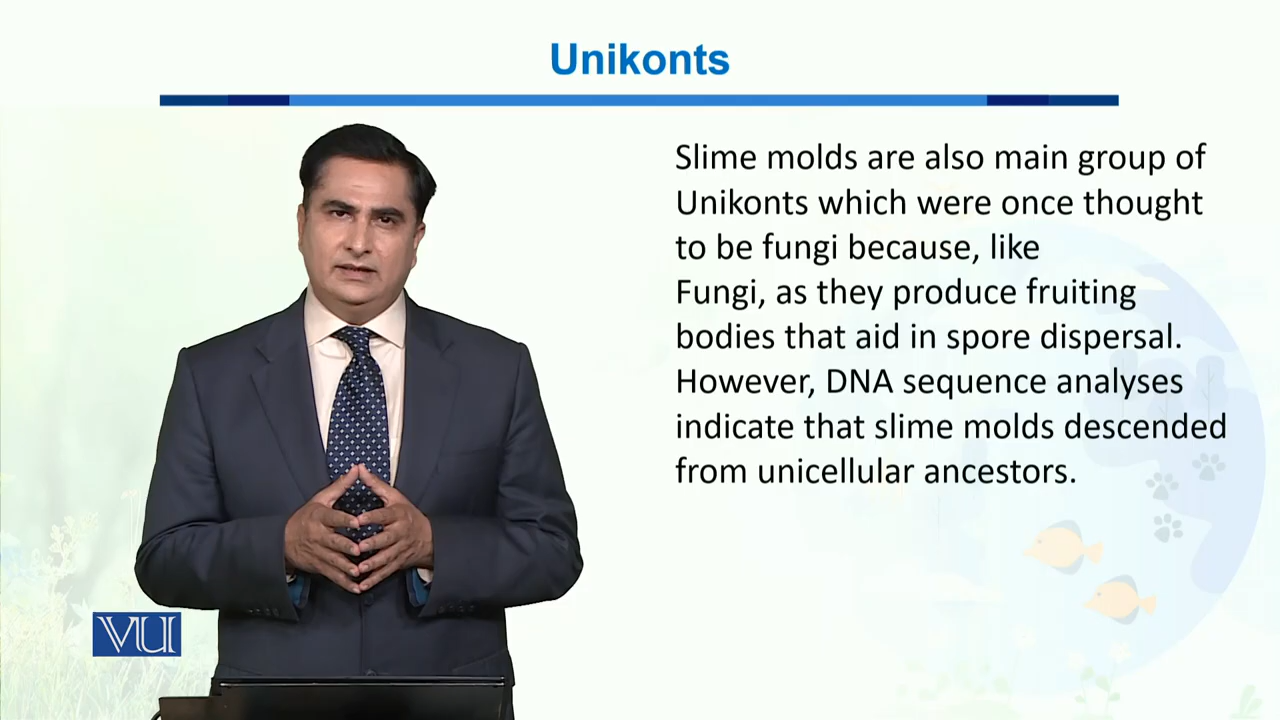 Unikonts
Slime molds are also main group of
Unikonts which were once thought
to be fungi because, like
Fungi, as they produce fruiting
bodies that aid in spore dispersal.
However, DNA sequence analyses
indicate that slime molds descended
from unicellular ancestors.
VU